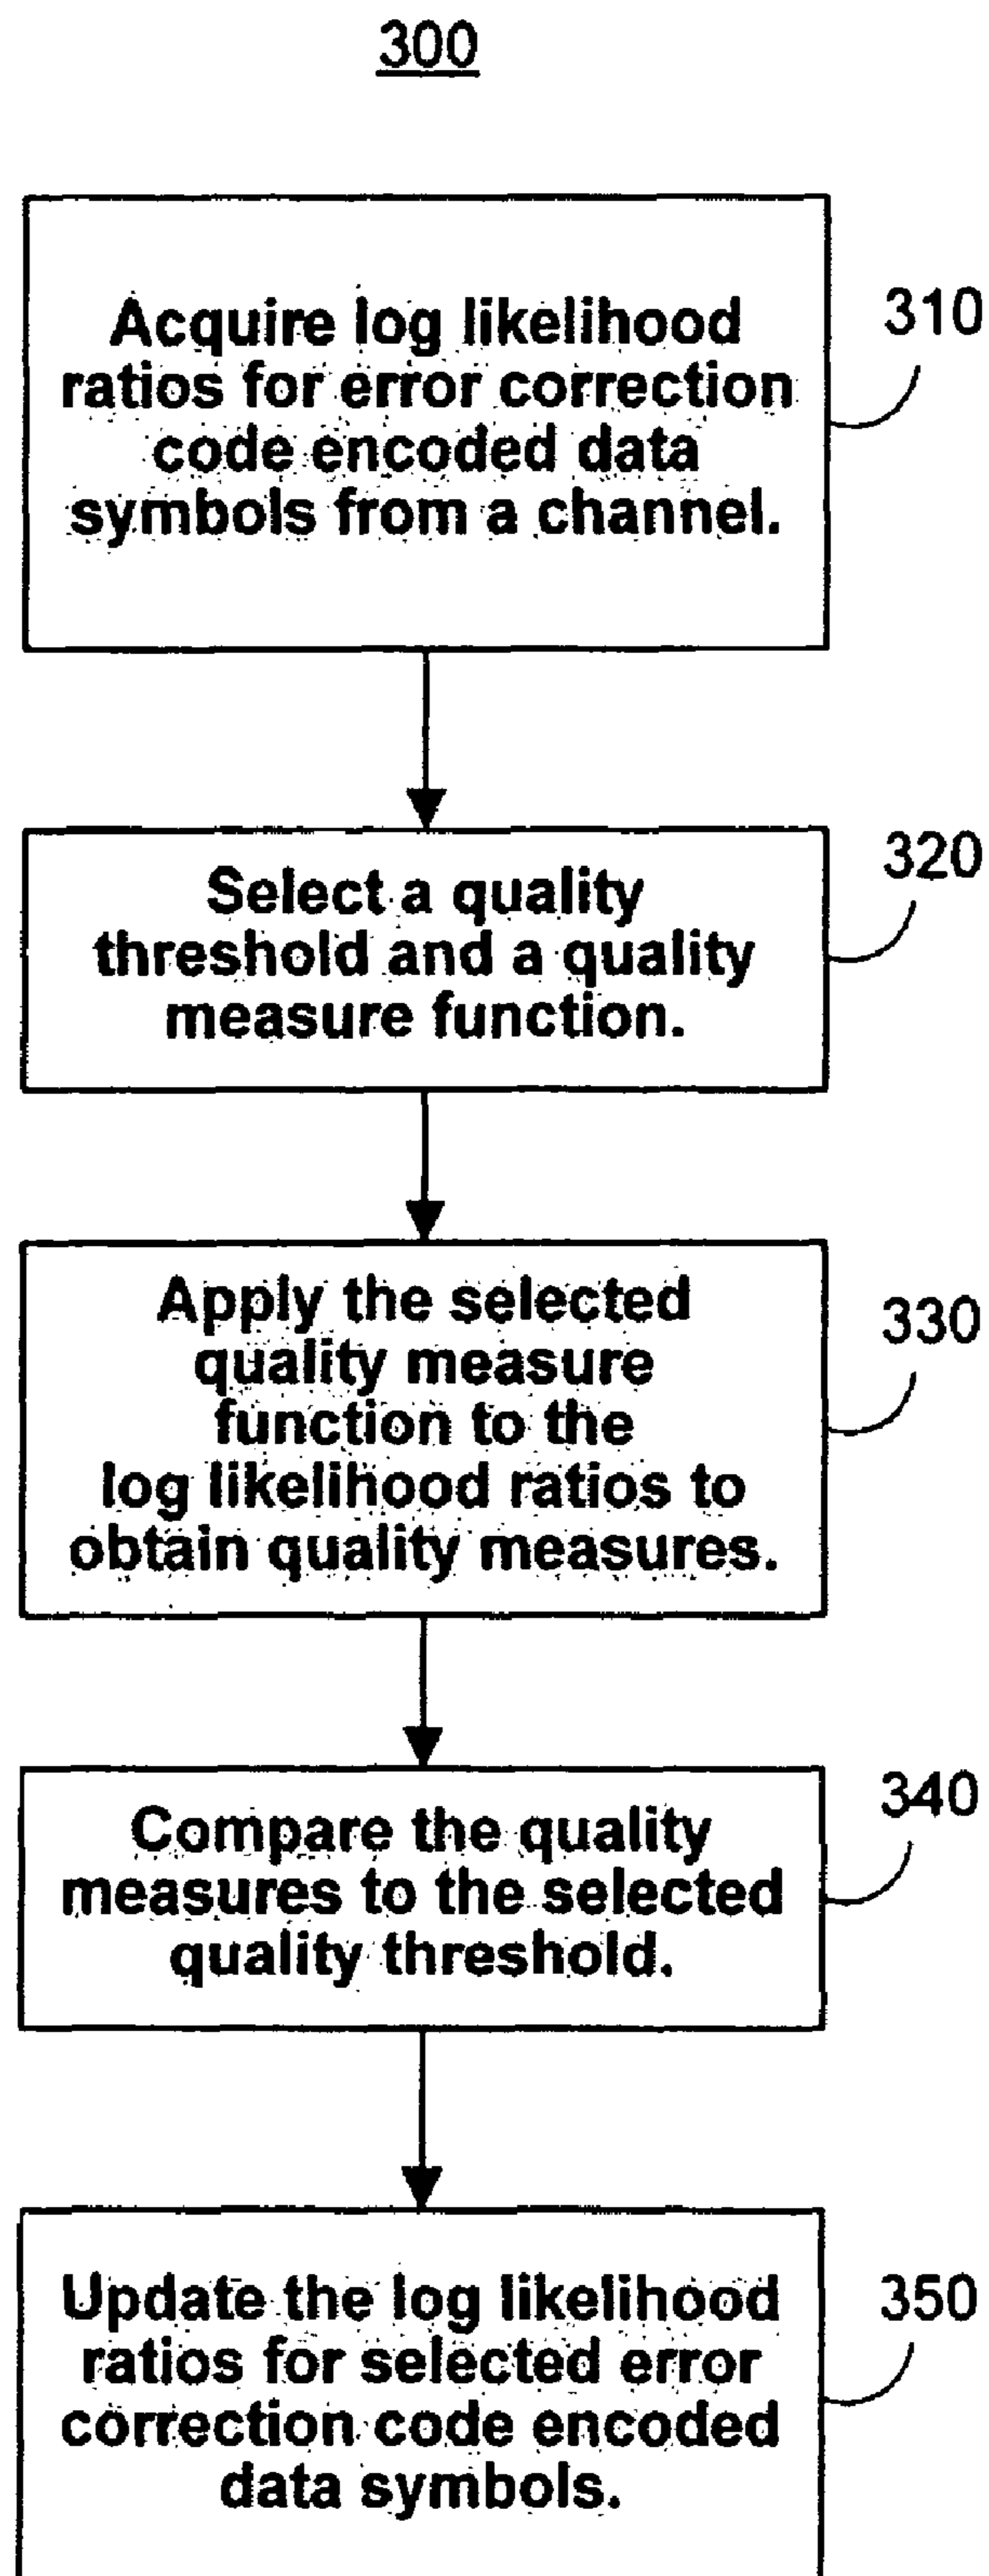 300
Acquire log likelihood
ratios for error correction
code encoded data
symbols from a channel.
310
Select a quality
threshold and a quality
measure function.
320
Apply the selected
quality measure
function to the
log likelihood ratios to
obtain quality measures.
330
Compare the quality
measures to the selected
quality threshold.
340
Update the log likelihood
ratios for selected error
correction code encoded
data symbols.
350